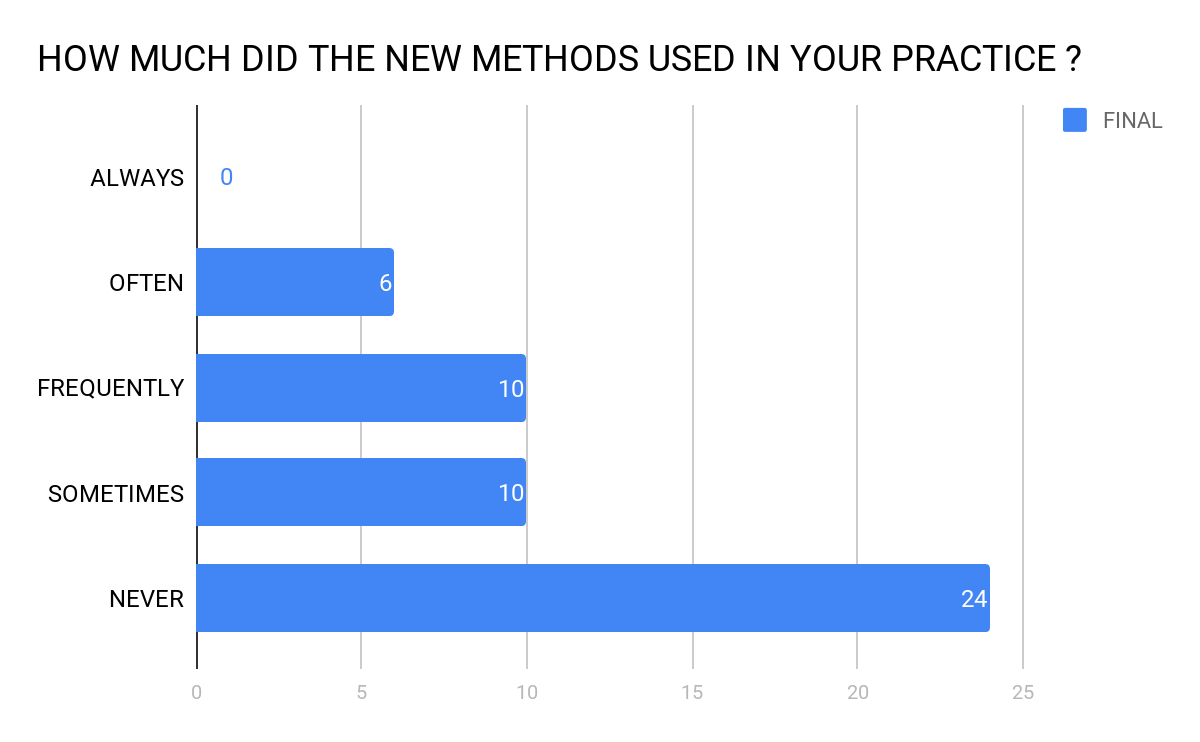 HOW MUCH DID THE NEW METHODS USED IN YOUR PRACTICE ?
FINAL
ALWAYS 0
OFTEN 6
FREQUENTLY 10
SOMETIMES 10
NEVER 24
0 5 10 15 20 25